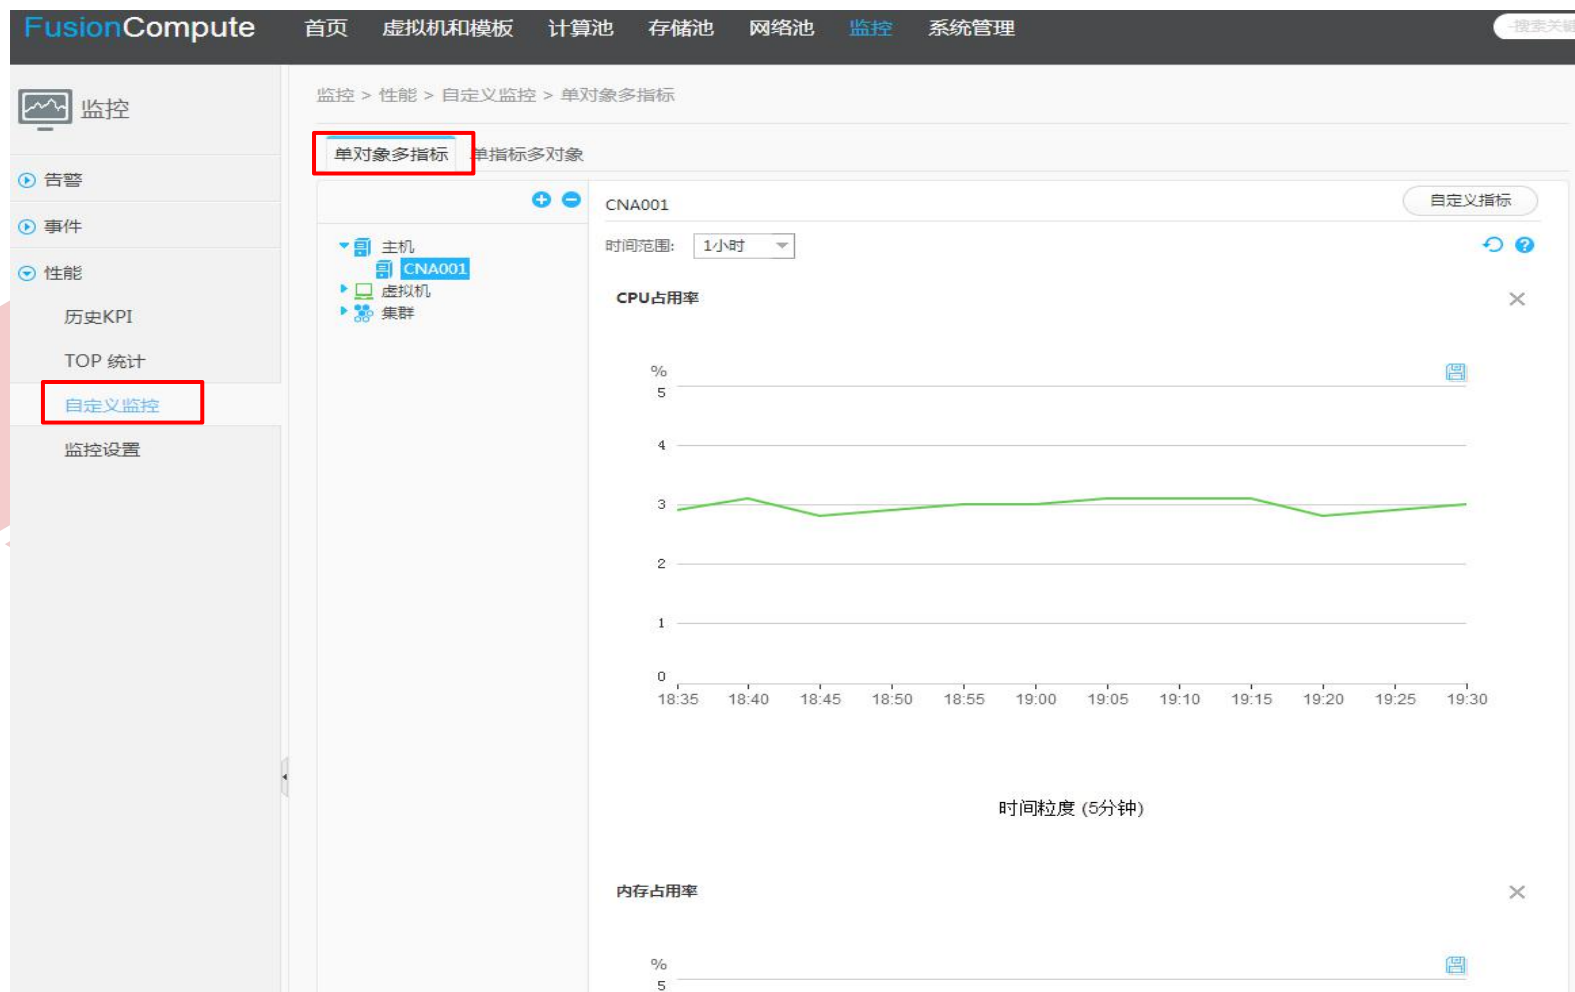 FusionCompute 首页 虚拟机和模板 计算池 存储池 网络池 监控 系统管理
监控
告警
事件
性能
历史KPI
TOP 统计
自定义监控
监控设置
监控 > 性能 > 自定义监控 > 单对象多指标
单对象多指标 单指标多对象
主机
CNA001
虚拟机
集群
CNA001 自定义指标
时间范围: 1小时
CPU占用率
%
5
4
3
2
1
0
18:35 18:40 18:45 18:50 18:55 19:00 19:05 19:10 19:15 19:20 19:25 19:30
时间粒度 (5分钟)
内存占用率
%
5